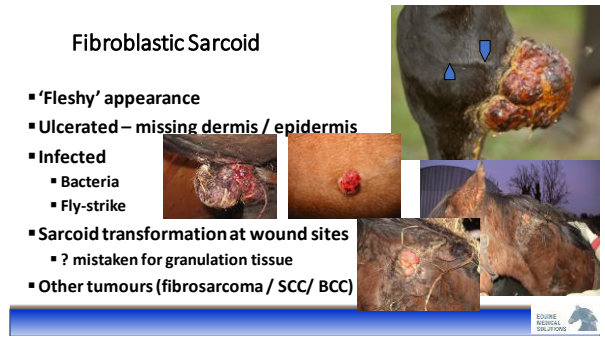 Fibroblastic Sarcoid
▪ 'Fleshy' appearance
▪ Ulcerated – missing dermis / epidermis
▪ Infected
▪ Bacteria
▪ Fly-strike
▪ Sarcoid transformation at wound sites
▪ ? mistaken for granulation tissue
▪ Other tumours (fibrosarcoma / SCC/ BCC)
EQUINE
MEDICAL
SOLUTIONS